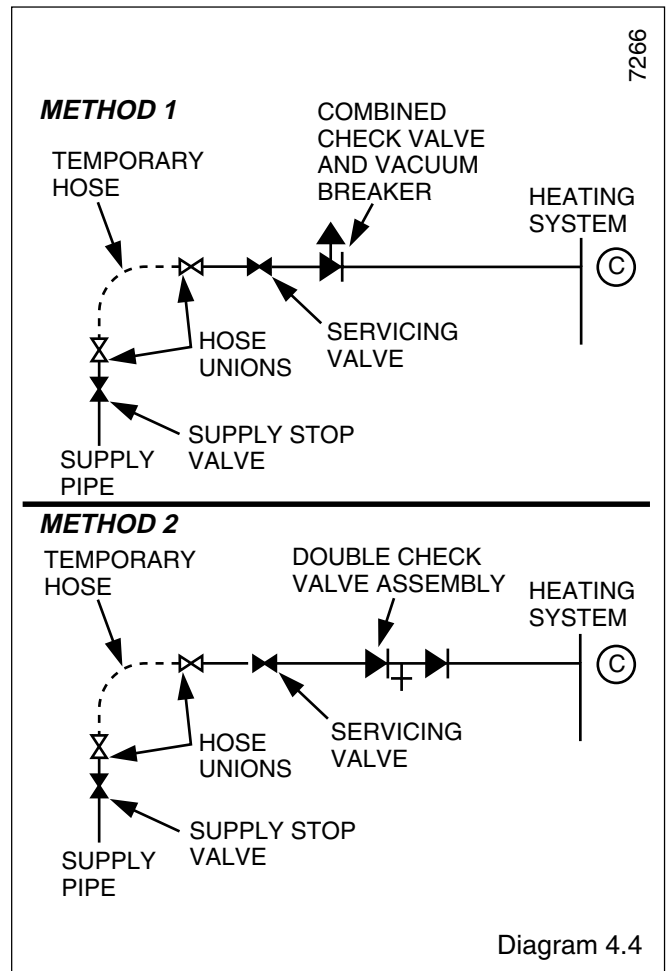 7266
METHOD 1
COMBINED
CHECK VALVE
AND VACUUM
BREAKER
TEMPORARY
HOSE
HEATING
SYSTEM
C
HOSE
UNIONS
SERVICING
VALVE
SUPPLY STOP
VALVE
SUPPLY
PIPE
METHOD 2
TEMPORARY
HOSE
DOUBLE CHECK
VALVE ASSEMBLY
HEATING
SYSTEM
C
HOSE
UNIONS
SERVICING
VALVE
SUPPLY STOP
VALVE
SUPPLY
PIPE
Diagram 4.4